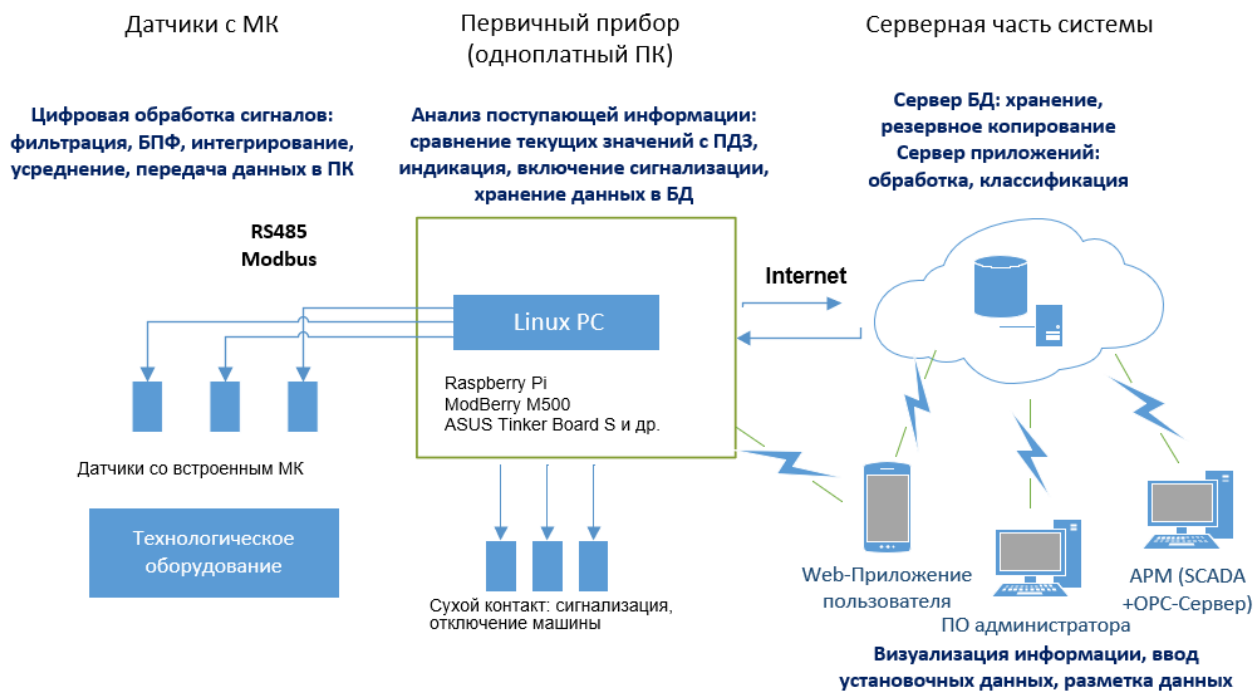 Датчики с МК
Первичный прибор
(одноплатный ПК)
Серверная часть системы
Цифровая обработка сигналов:
фильтрация, БПФ, интегрирование,
усреднение, передача данных в ПК
Анализ поступающей информации:
сравнение текущих значений с ПДЗ,
индикация, включение сигнализации,
хранение данных в БД
Сервер БД: хранение,
резервное копирование
Сервер приложений:
обработка, классификация
RS485
Modbus
Internet
Linux PC
Raspberry Pi
ModBerry M500
ASUS Tinker Board S и др.
Датчики со встроенным МК
Технологическое
оборудование
Сухой контакт: сигнализация,
отключение машины
Web-Приложение
пользователя
ПО администратора
АРМ (SCADA
+OPC-Сервер)
Визуализация информации, ввод
установочных данных, разметка данных